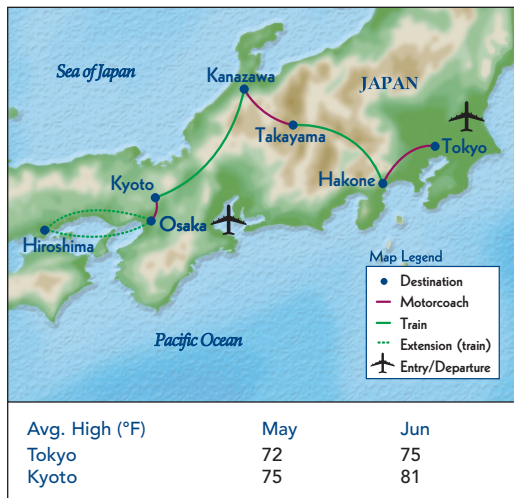 Sea of Japan
Kanazawa
JAPAN
Takayama
Tokyo
Kyoto
Hakone
Osaka
Hiroshima
Pacific Ocean
Map Legend
Destination
Motorcoach
Train
Extension (train)
Entry/Departure
Avg. High (°F) May Jun
Tokyo 72 75
Kyoto 75 81